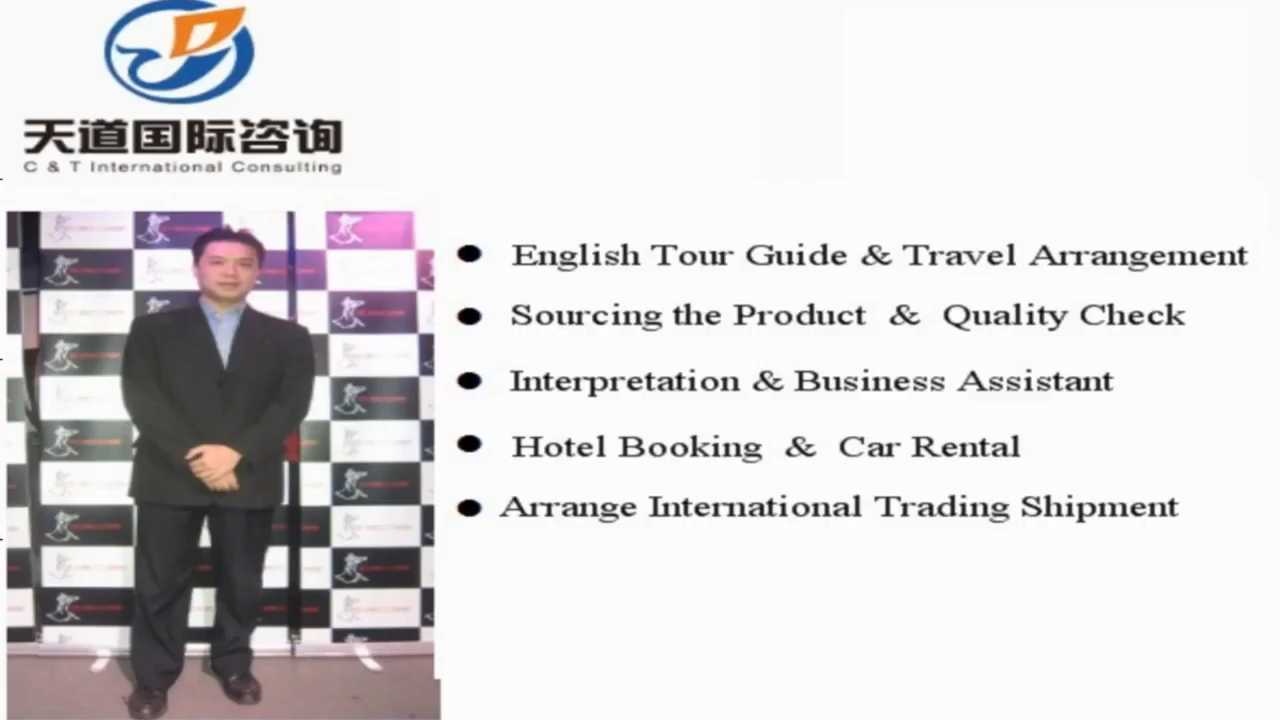 天道国际咨询
C & T International Consulting
● English Tour Guide & Travel Arrangement
● Sourcing the Product & Quality Check
● Interpretation & Business Assistant
● Hotel Booking & Car Rental
● Arrange International Trading Shipment